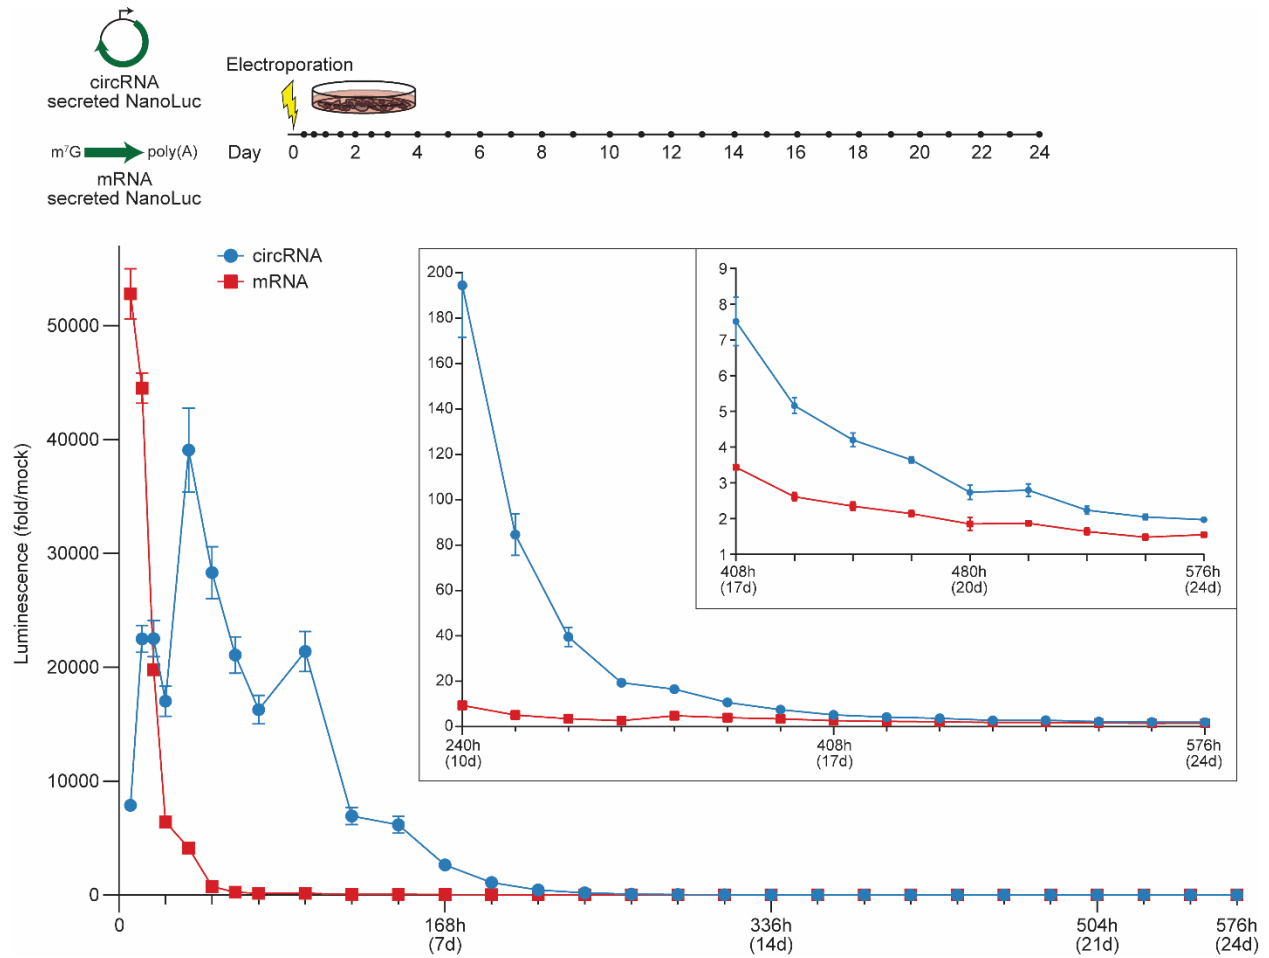 circRNA
secreted NanoLuc
m⁷G poly(A)
mRNA
secreted NanoLuc
Electroporation
Day 0 2 4 6 8 10 12 14 16 18 20 22 24
circRNA
mRNA
Luminescence (fold/mock)
50000
40000
30000
20000
10000
0
0 168h 336h 504h 576h
(7d) (14d) (21d) (24d)
200
180
160
140
120
100
80
60
40
20
0
240h 408h 576h
(10d) (17d) (24d)
9
8
7
6
5
4
3
2
1
408h 480h 576h
(17d) (20d) (24d)